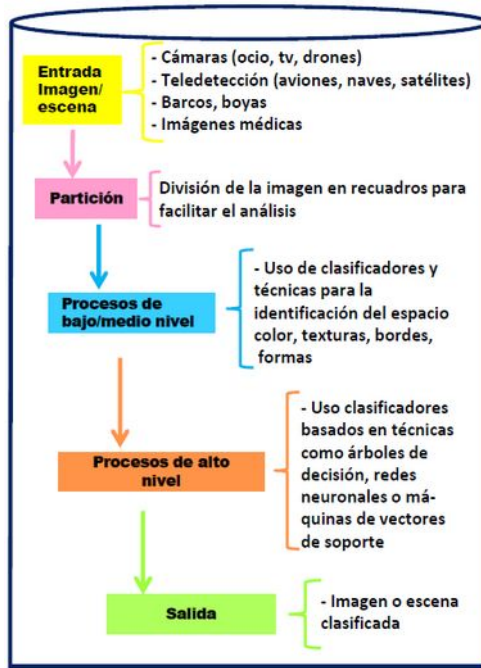 Entrada
Imagen/
escena
- Cámaras (ocio, tv, drones)
- Teledetección (aviones, naves, satélites)
- Barcos, boyas
- Imágenes médicas
Partición
División de la imagen en recuadros para
facilitar el análisis
Procesos de
bajo/medio nivel
- Uso de clasificadores y
técnicas para la
identificación del espacio
color, texturas, bordes,
formas
Procesos de alto
nivel
- Uso clasificadores
basados en técnicas
como árboles de
decisión, redes
neuronales o má-
quinas de vectores
de soporte
Salida
- Imagen o escena
clasificada